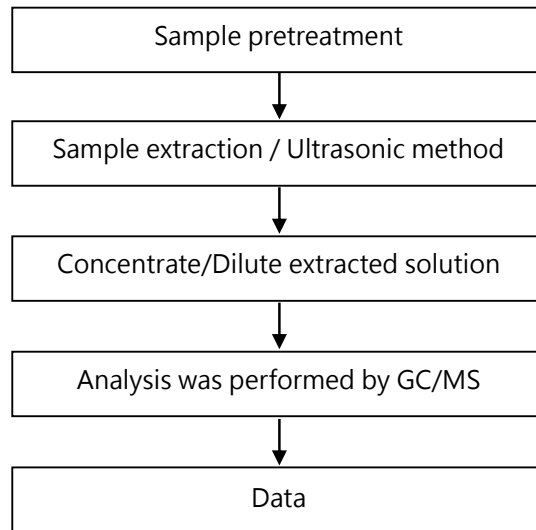 Sample pretreatment
Sample extraction / Ultrasonic method
Concentrate/Dilute extracted solution
Analysis was performed by GC/MS
Data